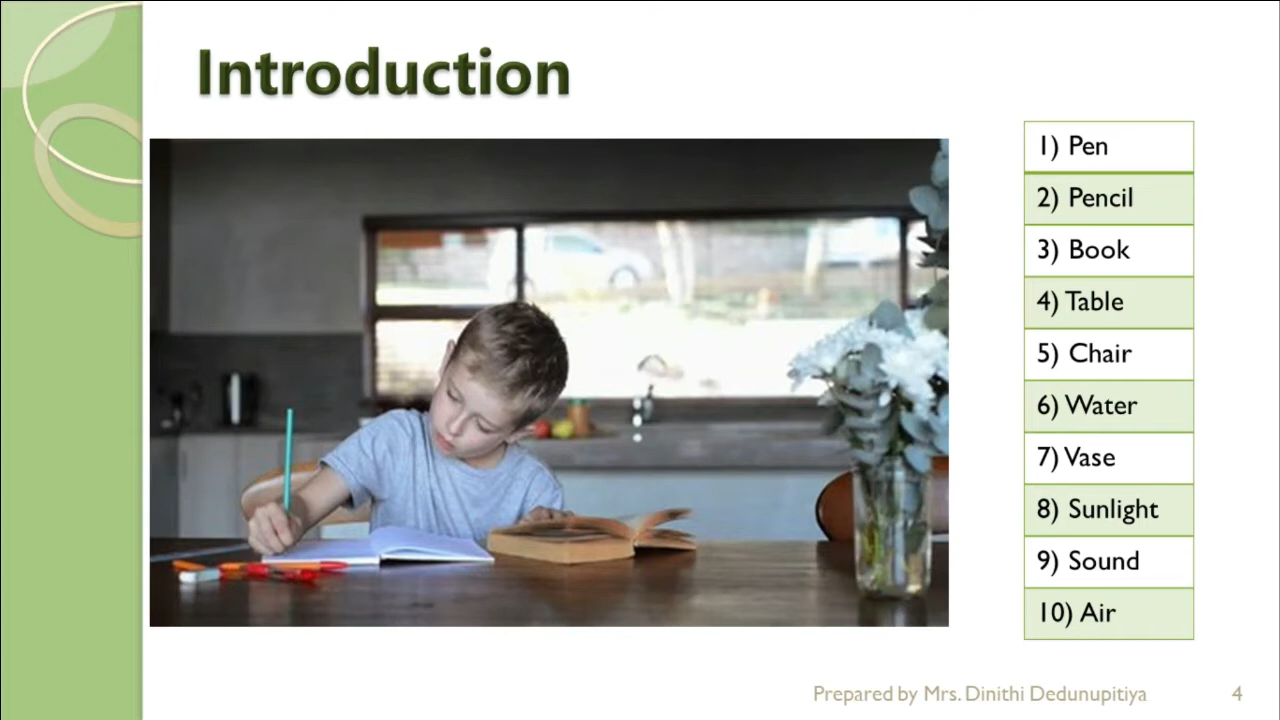 Introduction
1) Pen
2) Pencil
3) Book
4) Table
5) Chair
6) Water
7) Vase
8) Sunlight
9) Sound
10) Air
Prepared by Mrs. Dinithi Dedunupitiya 4